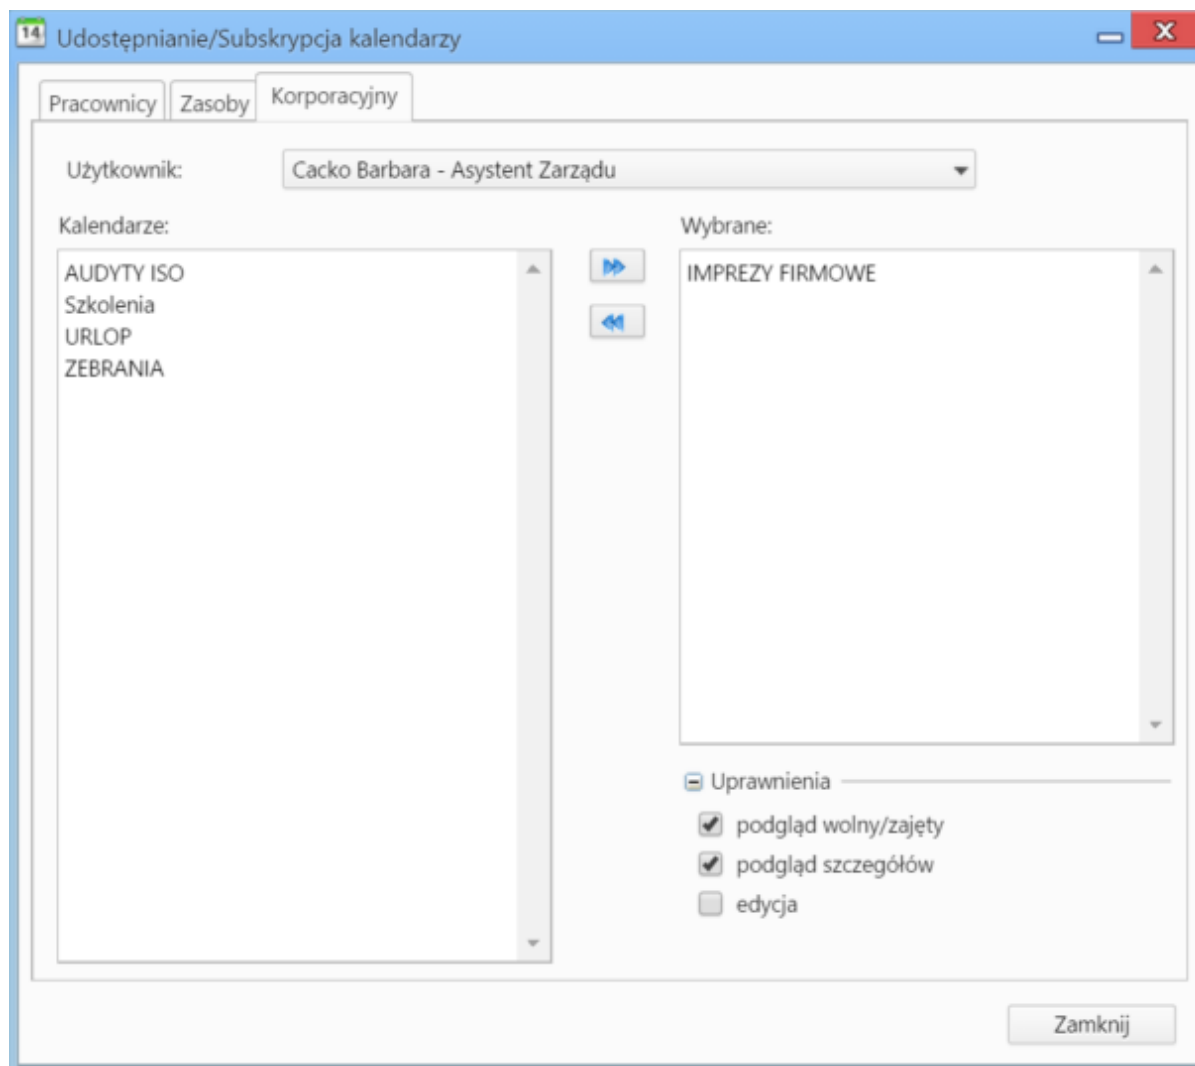 14 Udostępnianie/Subskrypcja kalendarzy
Pracownicy Zasoby Korporacyjny
Użytkownik: Cacko Barbara - Asystent Zarządu
Kalendarze:
AUDYTY ISO
Szkolenia
URLOP
ZEBRANIA
Wybrane:
IMPREZY FIRMOWE
Uprawnienia
podgląd wolny/zajęty
podgląd szczegółów
edycja
Zamknij